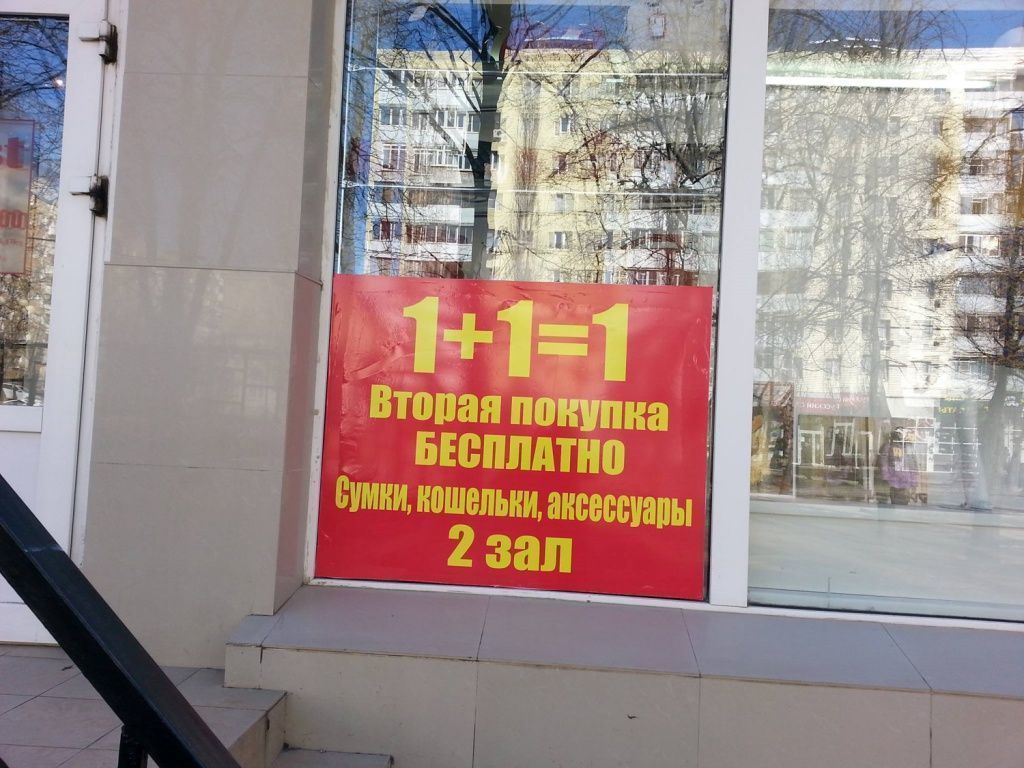 1+1=1
Вторая покупка
БЕСПЛАТНО
Сумки, кошельки, аксессуары
2 зал